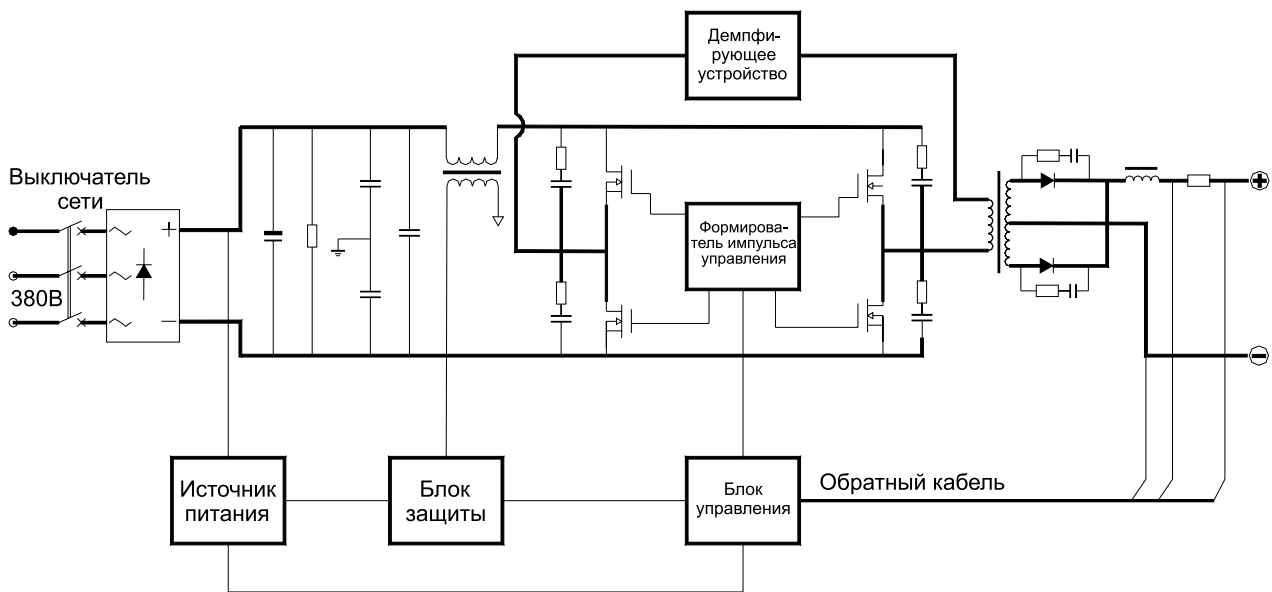 Демпфи-
рующее
устройство
Выключатель
сети
+
380В
−
Формирова-
тель импульса
управления
+
−
Источник
питания
Блок
защиты
Блок
управления
Обратный кабель